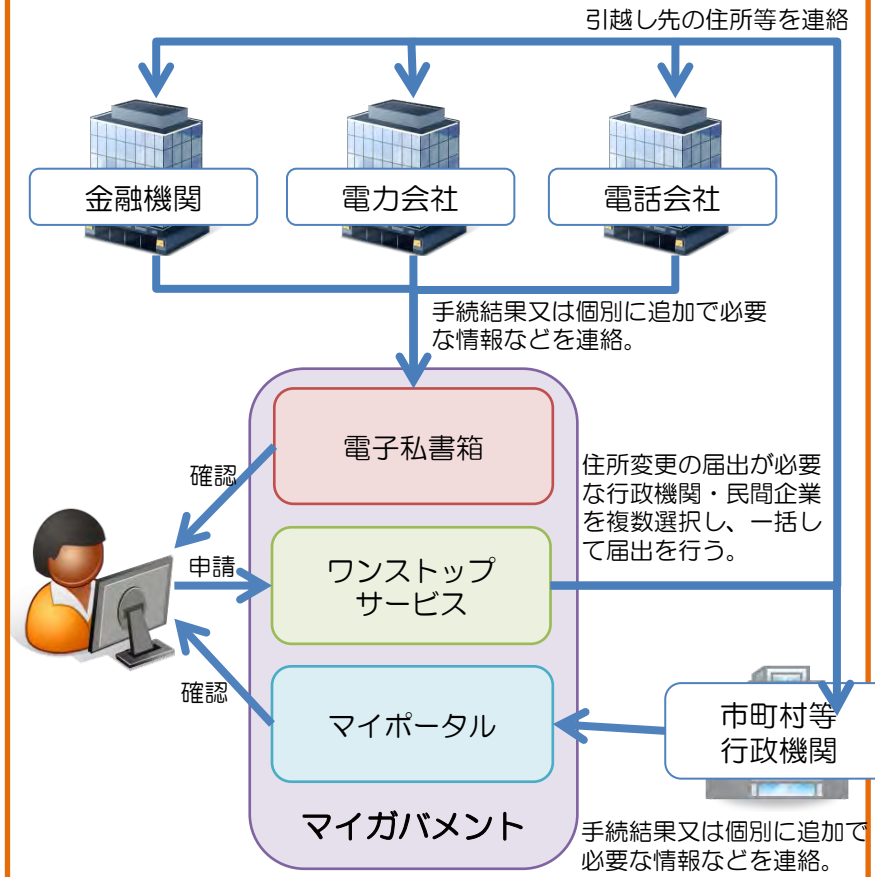 引越し先の住所等を連絡
金融機関
電力会社
電話会社
手続結果又は個別に追加で必要
な情報などを連絡。
電子私書箱
確認
住所変更の届出が必要
な行政機関・民間企業
を複数選択し、一括し
て届出を行う。
申請
ワンストップ
サービス
確認
マイポータル
市町村等
行政機関
マイガバメント
手続結果又は個別に追加で
必要な情報などを連絡。